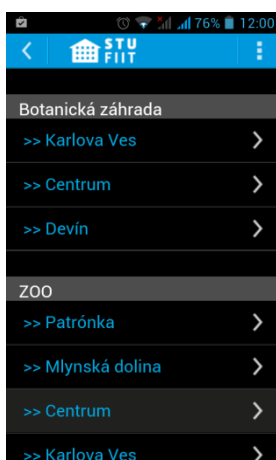 76% 12:00
STU
FIIT
Botanická záhrada
>> Karlova Ves
>> Centrum
>> Devín
ZOO
>> Patrónka
>> Mlynská dolina
>> Centrum
>> Karlova Ves